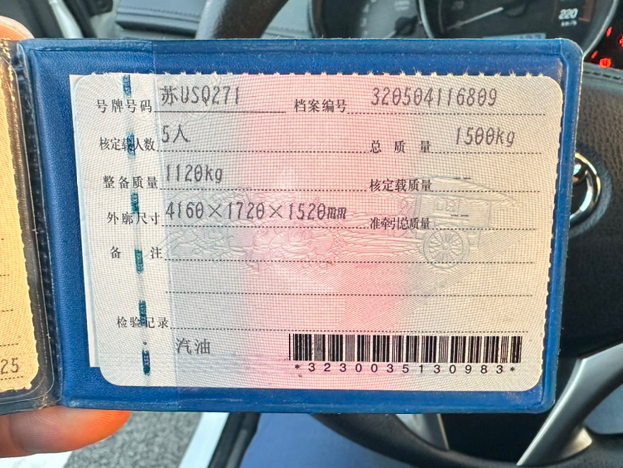 220
号牌号码 苏USQ271 档案编号 320504116809
核定载人数 5人 总质量 1500kg
整备质量 1120kg 核定载质量 --
外廓尺寸 4160×1720×1520mm 准牵引总质量 --
备注
检验记录
汽油
*3230035130983*
25